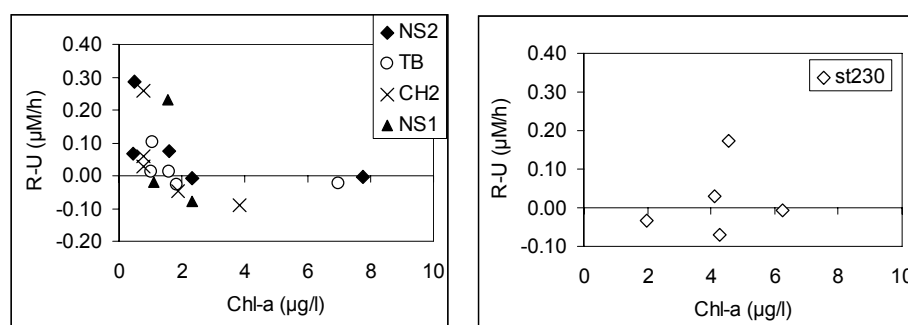 NS2
TB
CH2
NS1
0.40
0.30
0.20
0.10
0.00
-0.10
-0.20
R-U (µM/h)
0 2 4 6 8 10
Chl-a (µg/l)
st230
0.40
0.30
0.20
0.10
0.00
-0.10
R-U (µM/h)
0 2 4 6 8 10
Chl-a (µg/l)